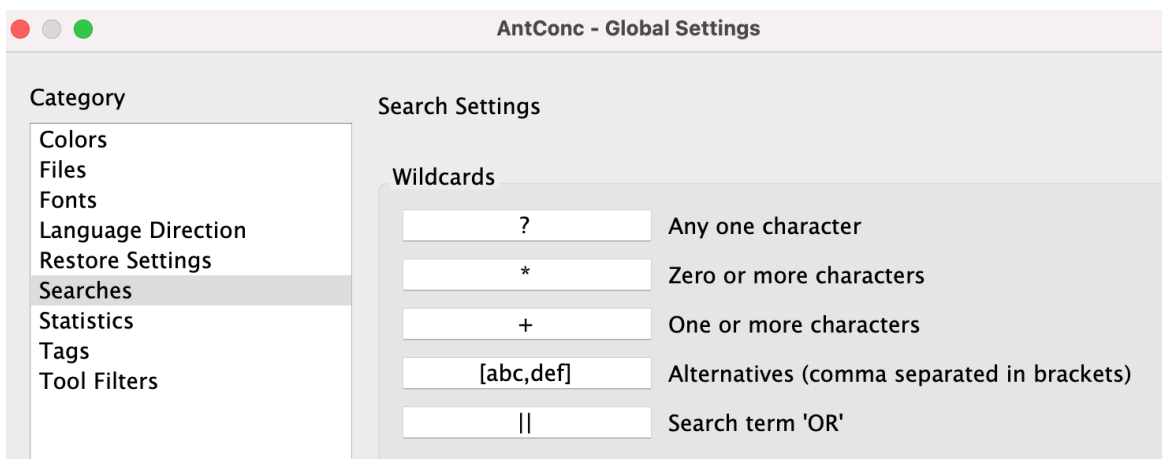 AntConc - Global Settings
Category
Colors
Files
Fonts
Language Direction
Restore Settings
Searches
Statistics
Tags
Tool Filters
Search Settings
Wildcards
? Any one character
* Zero or more characters
+ One or more characters
[abc,def] Alternatives (comma separated in brackets)
|| Search term 'OR'